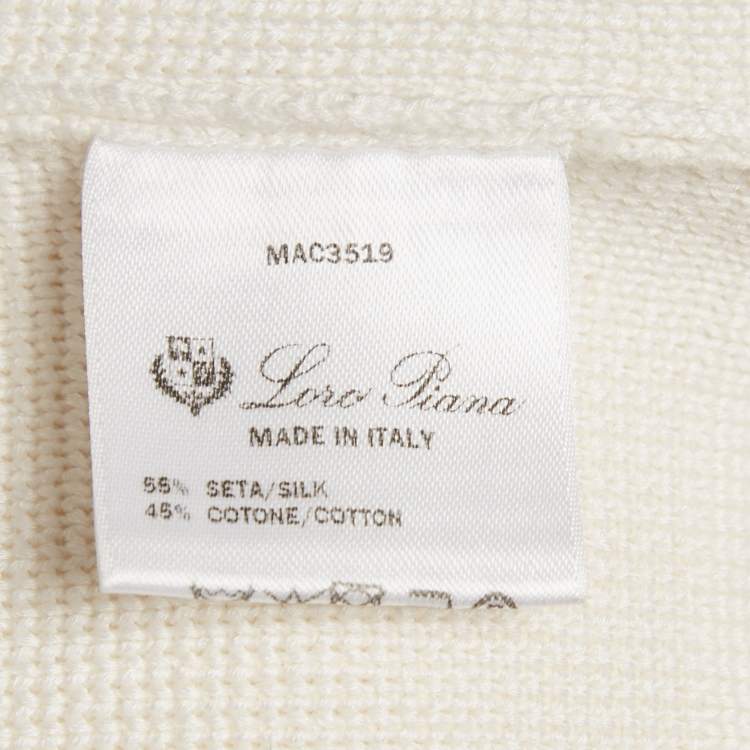 MAC3519
Loro Piana
MADE IN ITALY
55% SETA/SILK
45% COTONE/COTTON